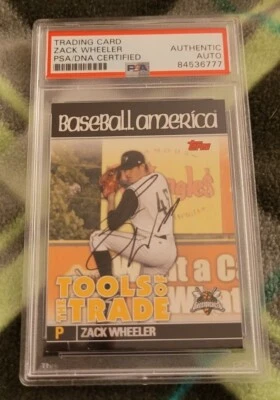 TRADING CARD
ZACK WHEELER
PSA/DNA CERTIFIED
AUTHENTIC
AUTO
84536777
PSA
Baseball america
Topps
TOOLS OF
THE TRADE
P ZACK WHEELER